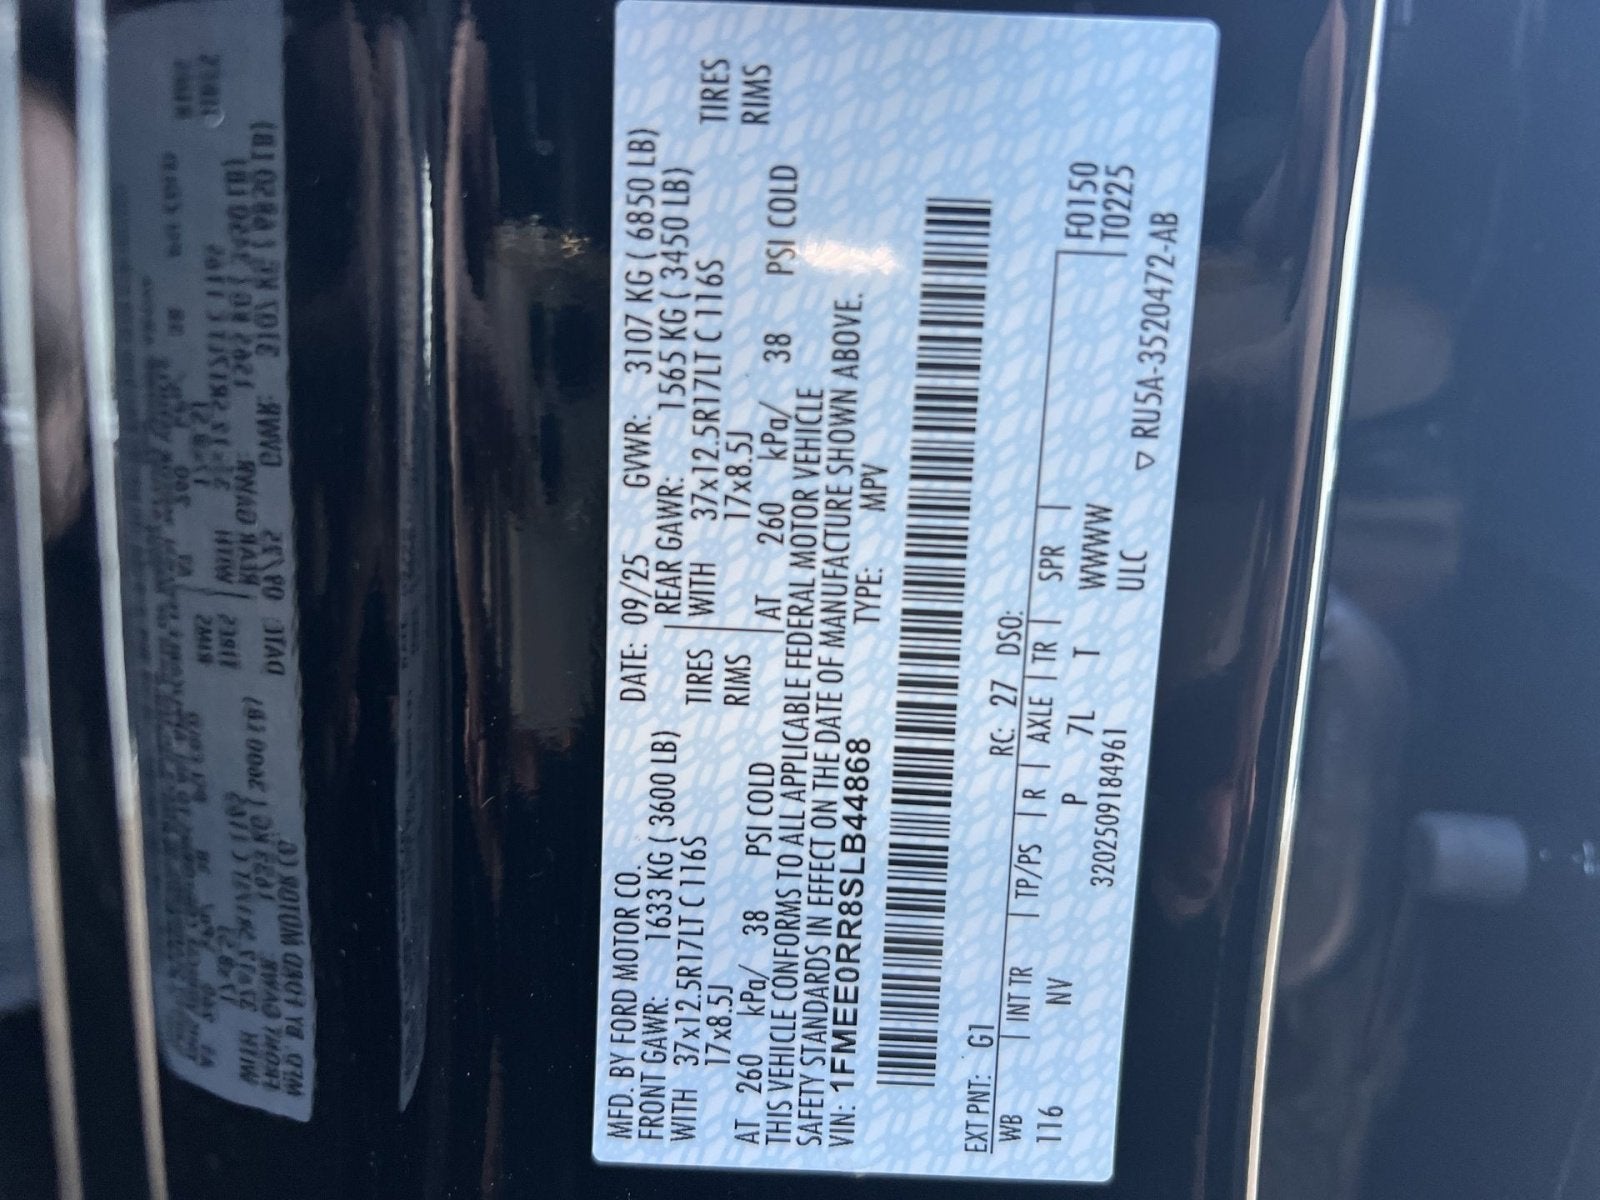 MFD. BY FORD MOTOR CO.
DATE: 09/25 GVWR: 3107 KG ( 6850 LB)
FRONT GAWR: 1633 KG ( 3600 LB)
REAR GAWR: 1565 KG ( 3450 LB)
WITH 37x12.5R17LT C 116S TIRES
WITH 37x12.5R17LT C 116S TIRES
17x8.5J RIMS
17x8.5J RIMS
AT 260 kPa/ 38 PSI COLD
AT 260 kPa/ 38 PSI COLD
THIS VEHICLE CONFORMS TO ALL APPLICABLE FEDERAL MOTOR VEHICLE
SAFETY STANDARDS IN EFFECT ON THE DATE OF MANUFACTURE SHOWN ABOVE.
VIN: 1FMEE0RR8SLB44868 TYPE: MPV
EXT PNT: G1 RC: 27 DSO:
WB | INT TR | TP/PS | R | AXLE | TR | SPR | F0150
116 NV P 7L T WWWW T0225
3202509184961 ULC ▽ RU5A-3520472-AB